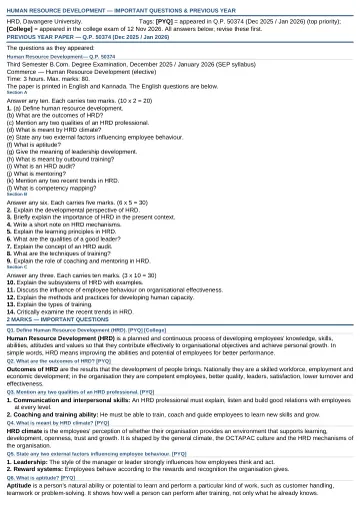 HUMAN RESOURCE DEVELOPMENT — IMPORTANT QUESTIONS & PREVIOUS YEAR
HRD, Davangere University. Tags: [PYQ] = appeared in Q.P. 50374 (Dec 2025 / Jan 2026) (top priority);
[College] = appeared in the college exam of 12 Nov 2026. All answers below, revise these first.
PREVIOUS YEAR PAPER — Q.P. 50374 (Dec 2025 / Jan 2026)
The questions as they appeared:
Human Resource Development — Q.P. 50374
Third Semester B.Com. Degree Examination, December 2025 / January 2026 (SEP syllabus)
Commerce — Human Resource Development (elective)
Time: 3 hours. Max. marks: 80.
The paper is printed in English and Kannada. The English questions are below.
Section A
Answer any ten. Each carries two marks. (10 x 2 = 20)
1. (a) Define human resource development.
(b) What are the outcomes of HRD?
(c) Mention any two qualities of an HRD professional.
(d) What is meant by HRD climate?
(e) State any two external factors influencing employee behaviour.
(f) What is aptitude?
(g) Give the meaning of leadership development.
(h) What is meant by outbound training?
(i) What is an HRD audit?
(j) What is mentoring?
(k) Mention any two recent trends in HRD.
(l) What is competency mapping?
Section B
Answer any six. Each carries five marks. (6 x 5 = 30)
2. Explain the developmental perspective of HRD.
3. Briefly explain the importance of HRD in the present context.
4. Write a short note on HRD mechanisms.
5. Explain the learning principles in HRD.
6. What are the qualities of a good leader?
7. Explain the concept of an HRD audit.
8. What are the techniques of training?
9. Explain the role of coaching and mentoring in HRD.
Section C
Answer any three. Each carries ten marks. (3 x 10 = 30)
10. Explain the subsystems of HRD with examples.
11. Discuss the influence of employee behaviour on organisational effectiveness.
12. Explain the methods and practices for developing human capacity.
13. Explain the types of training.
14. Critically examine the recent trends in HRD.
2 MARKS — IMPORTANT QUESTIONS
Q1. Define Human Resource Development (HRD). [PYQ] [College]
Human Resource Development (HRD) is a planned and continuous process of developing employees' knowledge, skills,
abilities, attitudes and values so that they contribute effectively to organisational objectives and achieve personal growth. In
simple words, HRD means improving the abilities and potential of employees for better performance.
Q2. What are the outcomes of HRD? [PYQ]
Outcomes of HRD are the results that the development of people brings. Nationally they are a skilled workforce, employment and
economic development; in the organisation they are competent employees, better quality, leaders, satisfaction, lower turnover and
effectiveness.
Q3. Mention any two qualities of an HRD professional. [PYQ]
1. Communication and interpersonal skills: An HRD professional must explain, listen and build good relations with employees
at every level.
2. Coaching and training ability: He must be able to train, coach and guide employees to learn new skills and grow.
Q4. What is meant by HRD climate? [PYQ]
HRD climate is the employees' perception of whether their organisation provides an environment that supports learning,
development, openness, trust and growth. It is shaped by the general climate, the OCTAPAC culture and the HRD mechanisms of
the organisation.
Q5. State any two external factors influencing employee behaviour. [PYQ]
1. Leadership: The style of the manager or leader strongly influences how employees think and act.
2. Reward systems: Employees behave according to the rewards and recognition the organisation gives.
Q6. What is aptitude? [PYQ]
Aptitude is a person's natural ability or potential to learn and perform a particular kind of work, such as customer handling,
teamwork or problem-solving. It shows how well a person can perform after training, not only what he already knows.